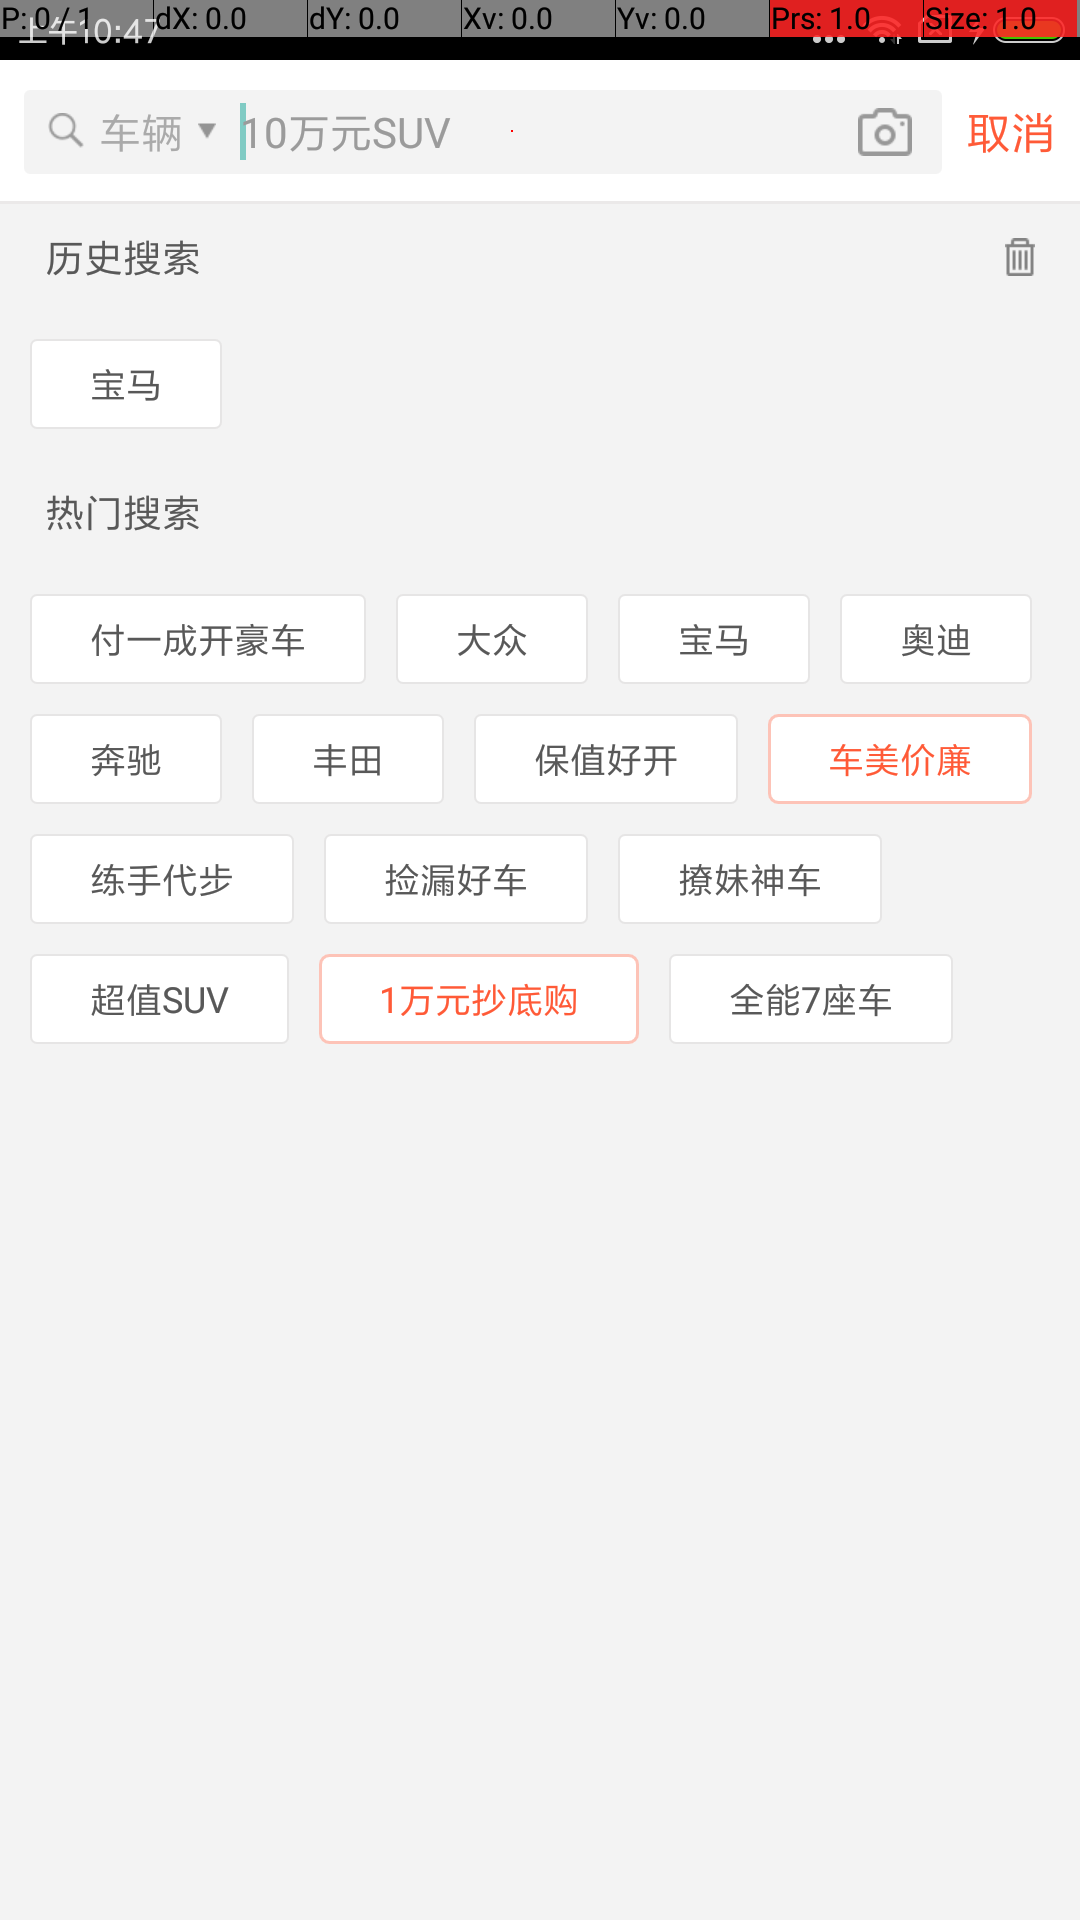 P: 0 / 1 dX: 0.0 dY: 0.0 Xv: 0.0 Yv: 0.0 Prs: 1.0 Size: 1.0
上午10:47
车辆 10万元SUV 取消
历史搜索
宝马
热门搜索
付一成开豪车 大众 宝马 奥迪
奔驰 丰田 保值好开 车美价廉
练手代步 捡漏好车 撩妹神车
超值SUV 1万元抄底购 全能7座车